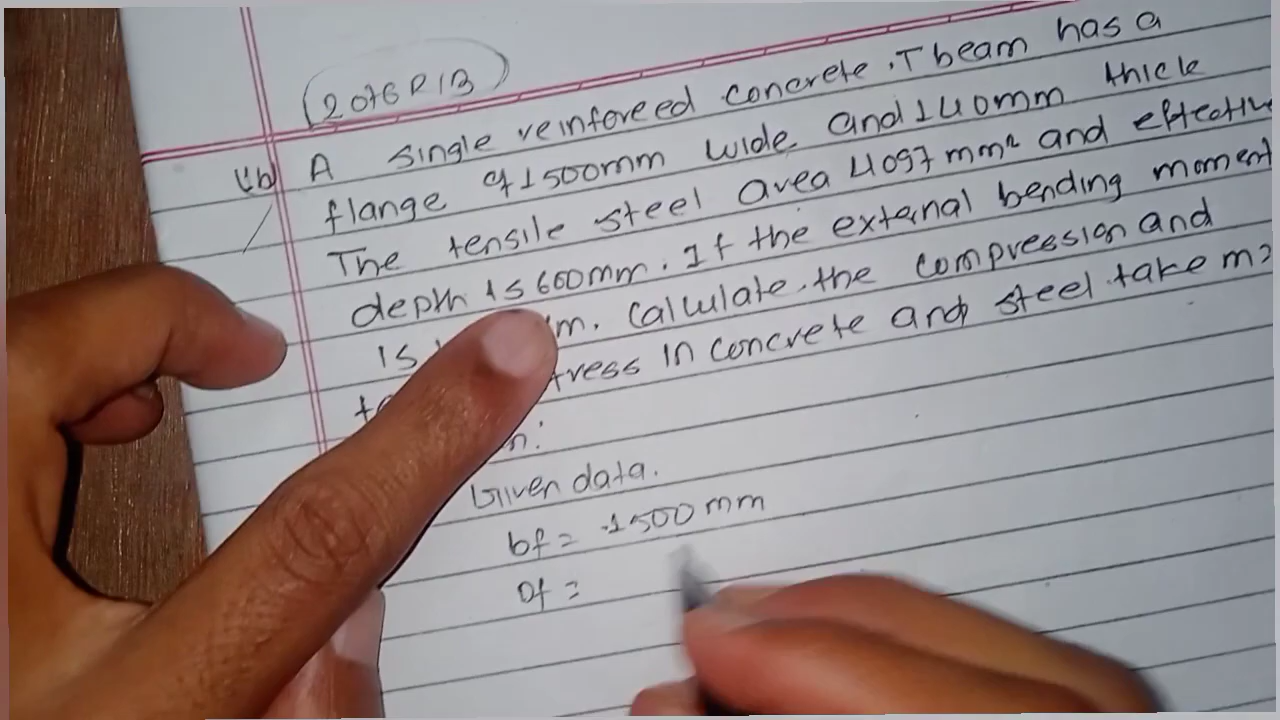 (2076 R/B)
4b) A single reinforced concrete T beam has a
flange of 1500mm wide and 140mm thick
The tensile steel area 4097 mm² and effective
depth is 600mm. If the external bending moment
is m. Calculate the compression and
stress in concrete and steel take m=
Given data.
bf = 1500 mm
Df =